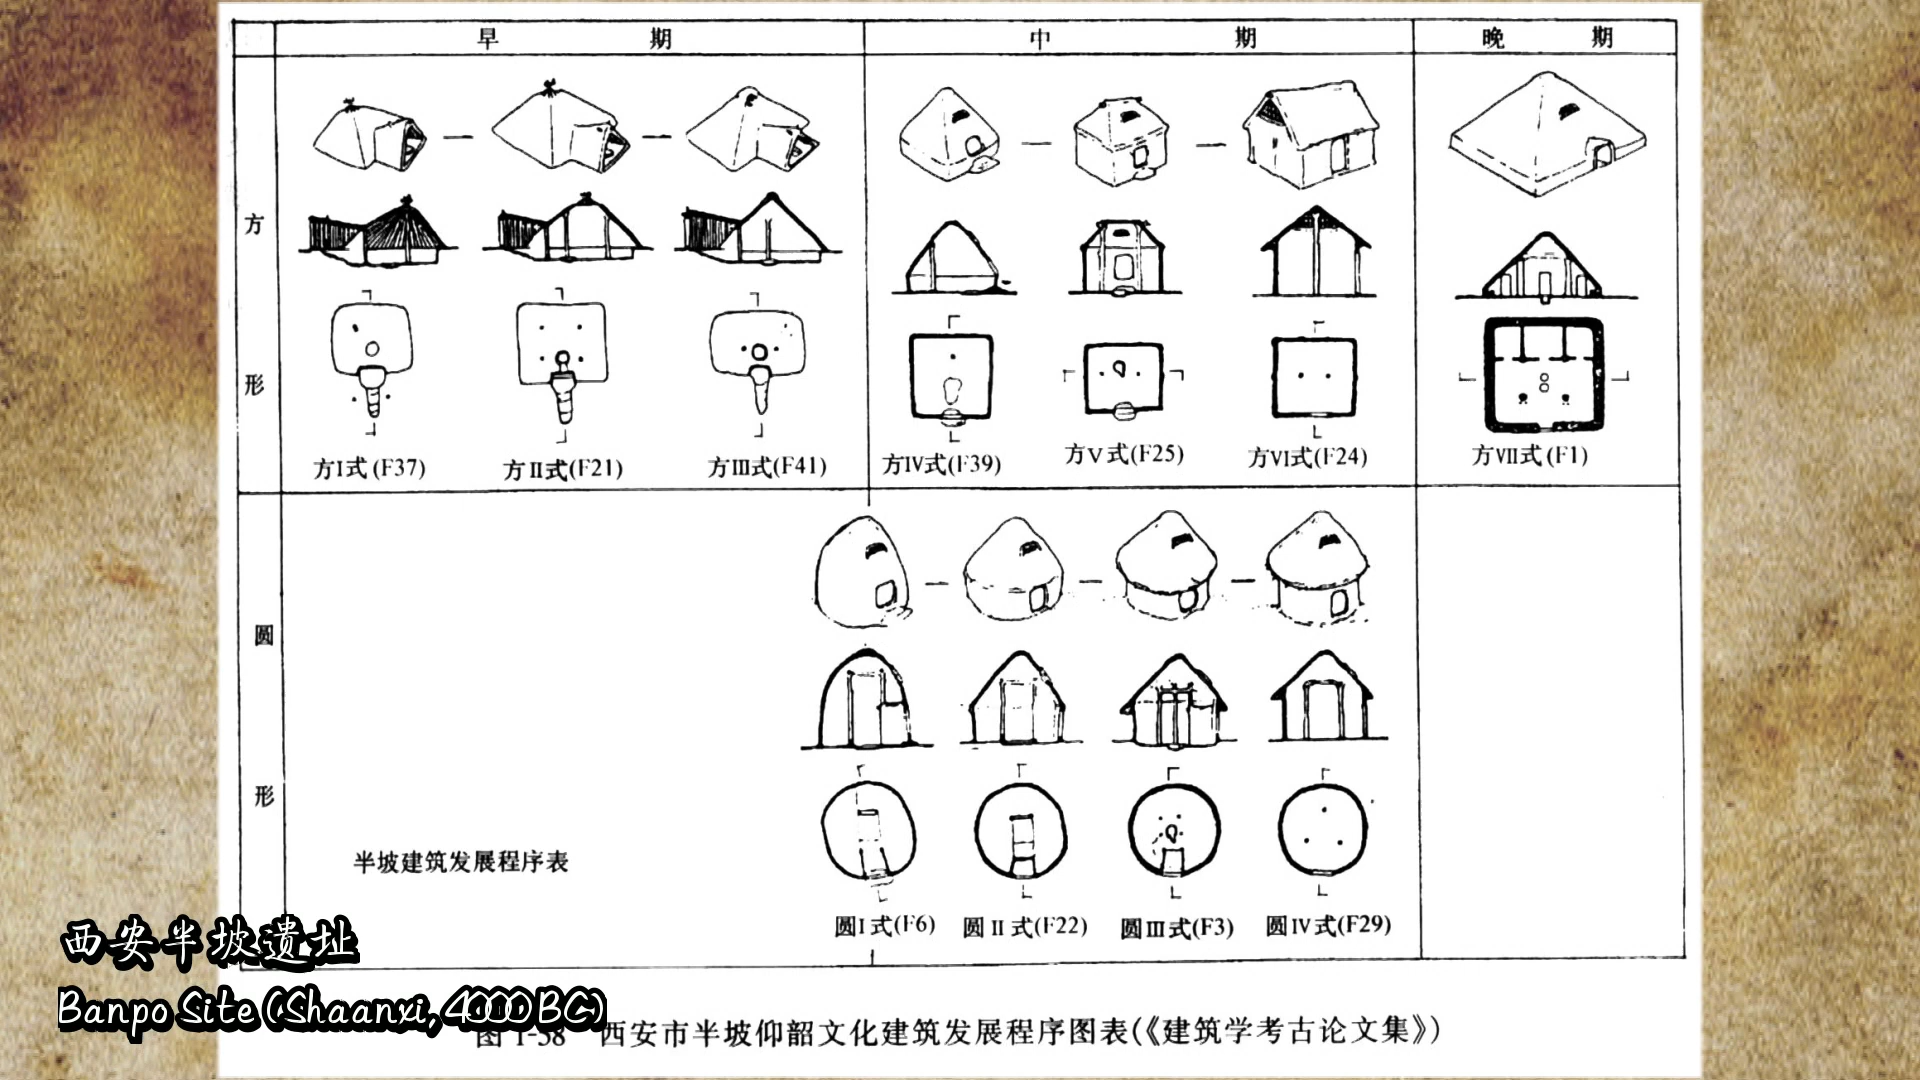 早 期 中 期 晚 期
方形
方I式(F37) 方II式(F21) 方III式(F41) 方IV式(F39) 方V式(F25) 方VI式(F24) 方VII式(F1)
圆形
半坡建筑发展程序表
圆I式(F6) 圆II式(F22) 圆III式(F3) 圆IV式(F29)
西安半坡遗址
Banpo Site (Shaanxi, 4000 BC)
图 1-58 西安市半坡仰韶文化建筑发展程序图表(《建筑学考古论文集》)